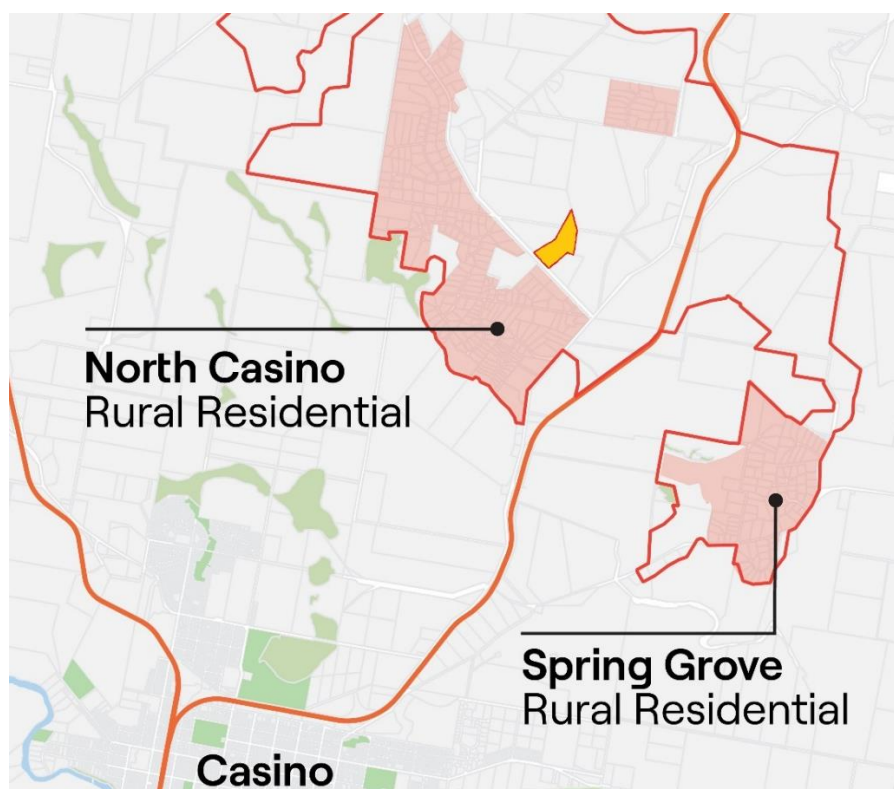 North Casino
Rural Residential
Spring Grove
Rural Residential
Casino